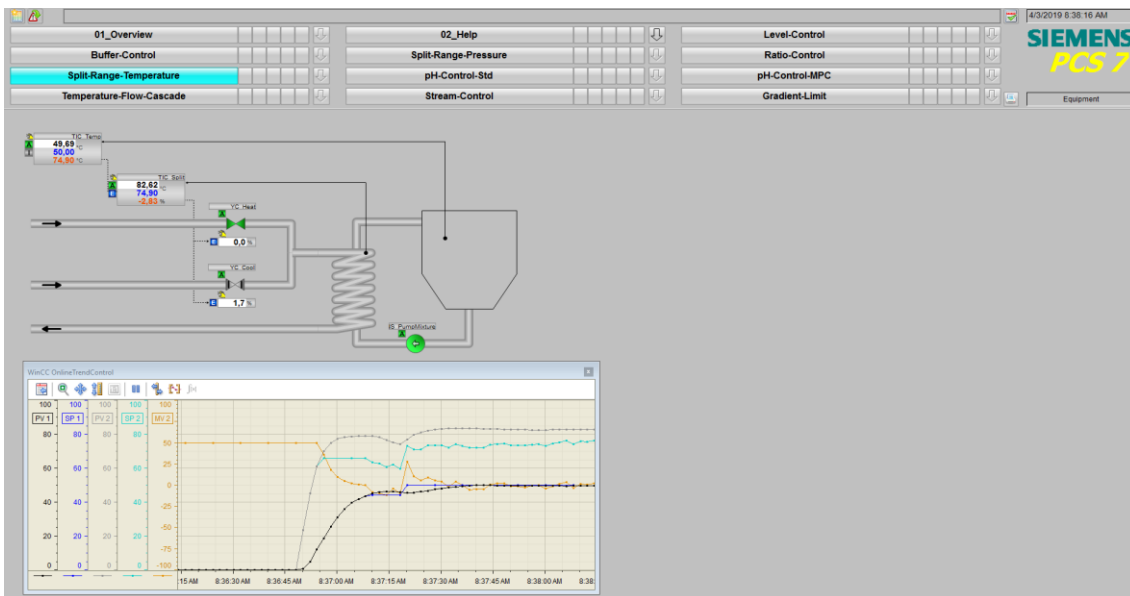 4/3/2019 8:38:16 AM
01_Overview
02_Help
Level-Control
SIEMENS
PCS 7
Buffer-Control
Split-Range-Pressure
Ratio-Control
Split-Range-Temperature
pH-Control-Std
pH-Control-MPC
Temperature-Flow-Cascade
Stream-Control
Gradient-Limit
Equipment
TIC_Temp
A 49,69 °C
I 50,00
74,90 °C
TIC_Split
A 82,62 °C
E 74,90
-2,83 %
YC_Heat
A
E 0,0 %
YC_Cool
A
E 1,7 %
IS_PumpMixture
A
WinCC OnlineTrendControl
100 100 100 100 100
PV 1 SP 1 PV 2 SP 2 MV 2
80 80 80 80 50
25
60 60 60 60 0
40 40 40 40 -25
20 20 20 20 -50
-75
0 0 0 0 -100
:15 AM 8:36:30 AM 8:36:45 AM 8:37:00 AM 8:37:15 AM 8:37:30 AM 8:37:45 AM 8:38:00 AM 8:38: